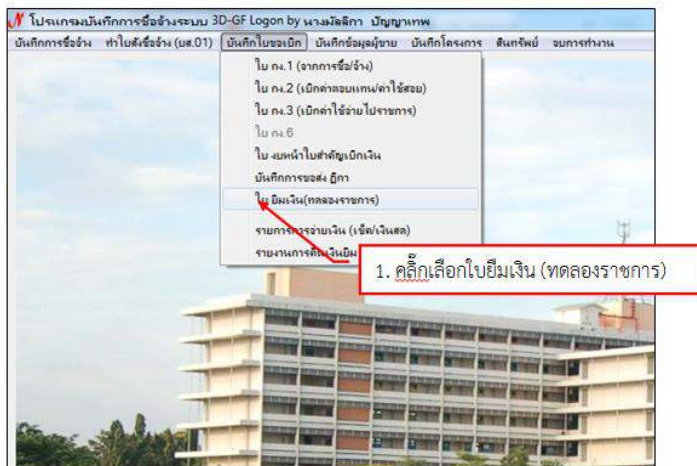 โปรแกรมบันทึกการซื้อจ้างระบบ 3D-GF Logon by นางมัลลิกา ปัญญาเทพ
บันทึกการซื้อจ้าง ทำใบสั่งซื้อจ้าง (บส.01) บันทึกใบขอเบิก บันทึกข้อมูลผู้ขาย บันทึกโครงการ สินทรัพย์ จบการทำงาน
ใบ กง.1 (จากการซื้อ/จ้าง)
ใบ กง.2 (เบิกค่าตอบแทน/ค่าใช้สอย)
ใบ กง.3 (เบิกค่าใช้จ่ายไปราชการ)
ใบ กง.6
ใบ งบหน้าใบสำคัญเบิกเงิน
บันทึกการขอส่ง ฎีกา
ใบ ยืมเงิน(ทดลองราชการ)
รายการการจ่ายเงิน (เช็ค/เงินสด)
รายงานการคืนเงินยืม
1. คลิ๊กเลือกใบยืมเงิน (ทดลองราชการ)